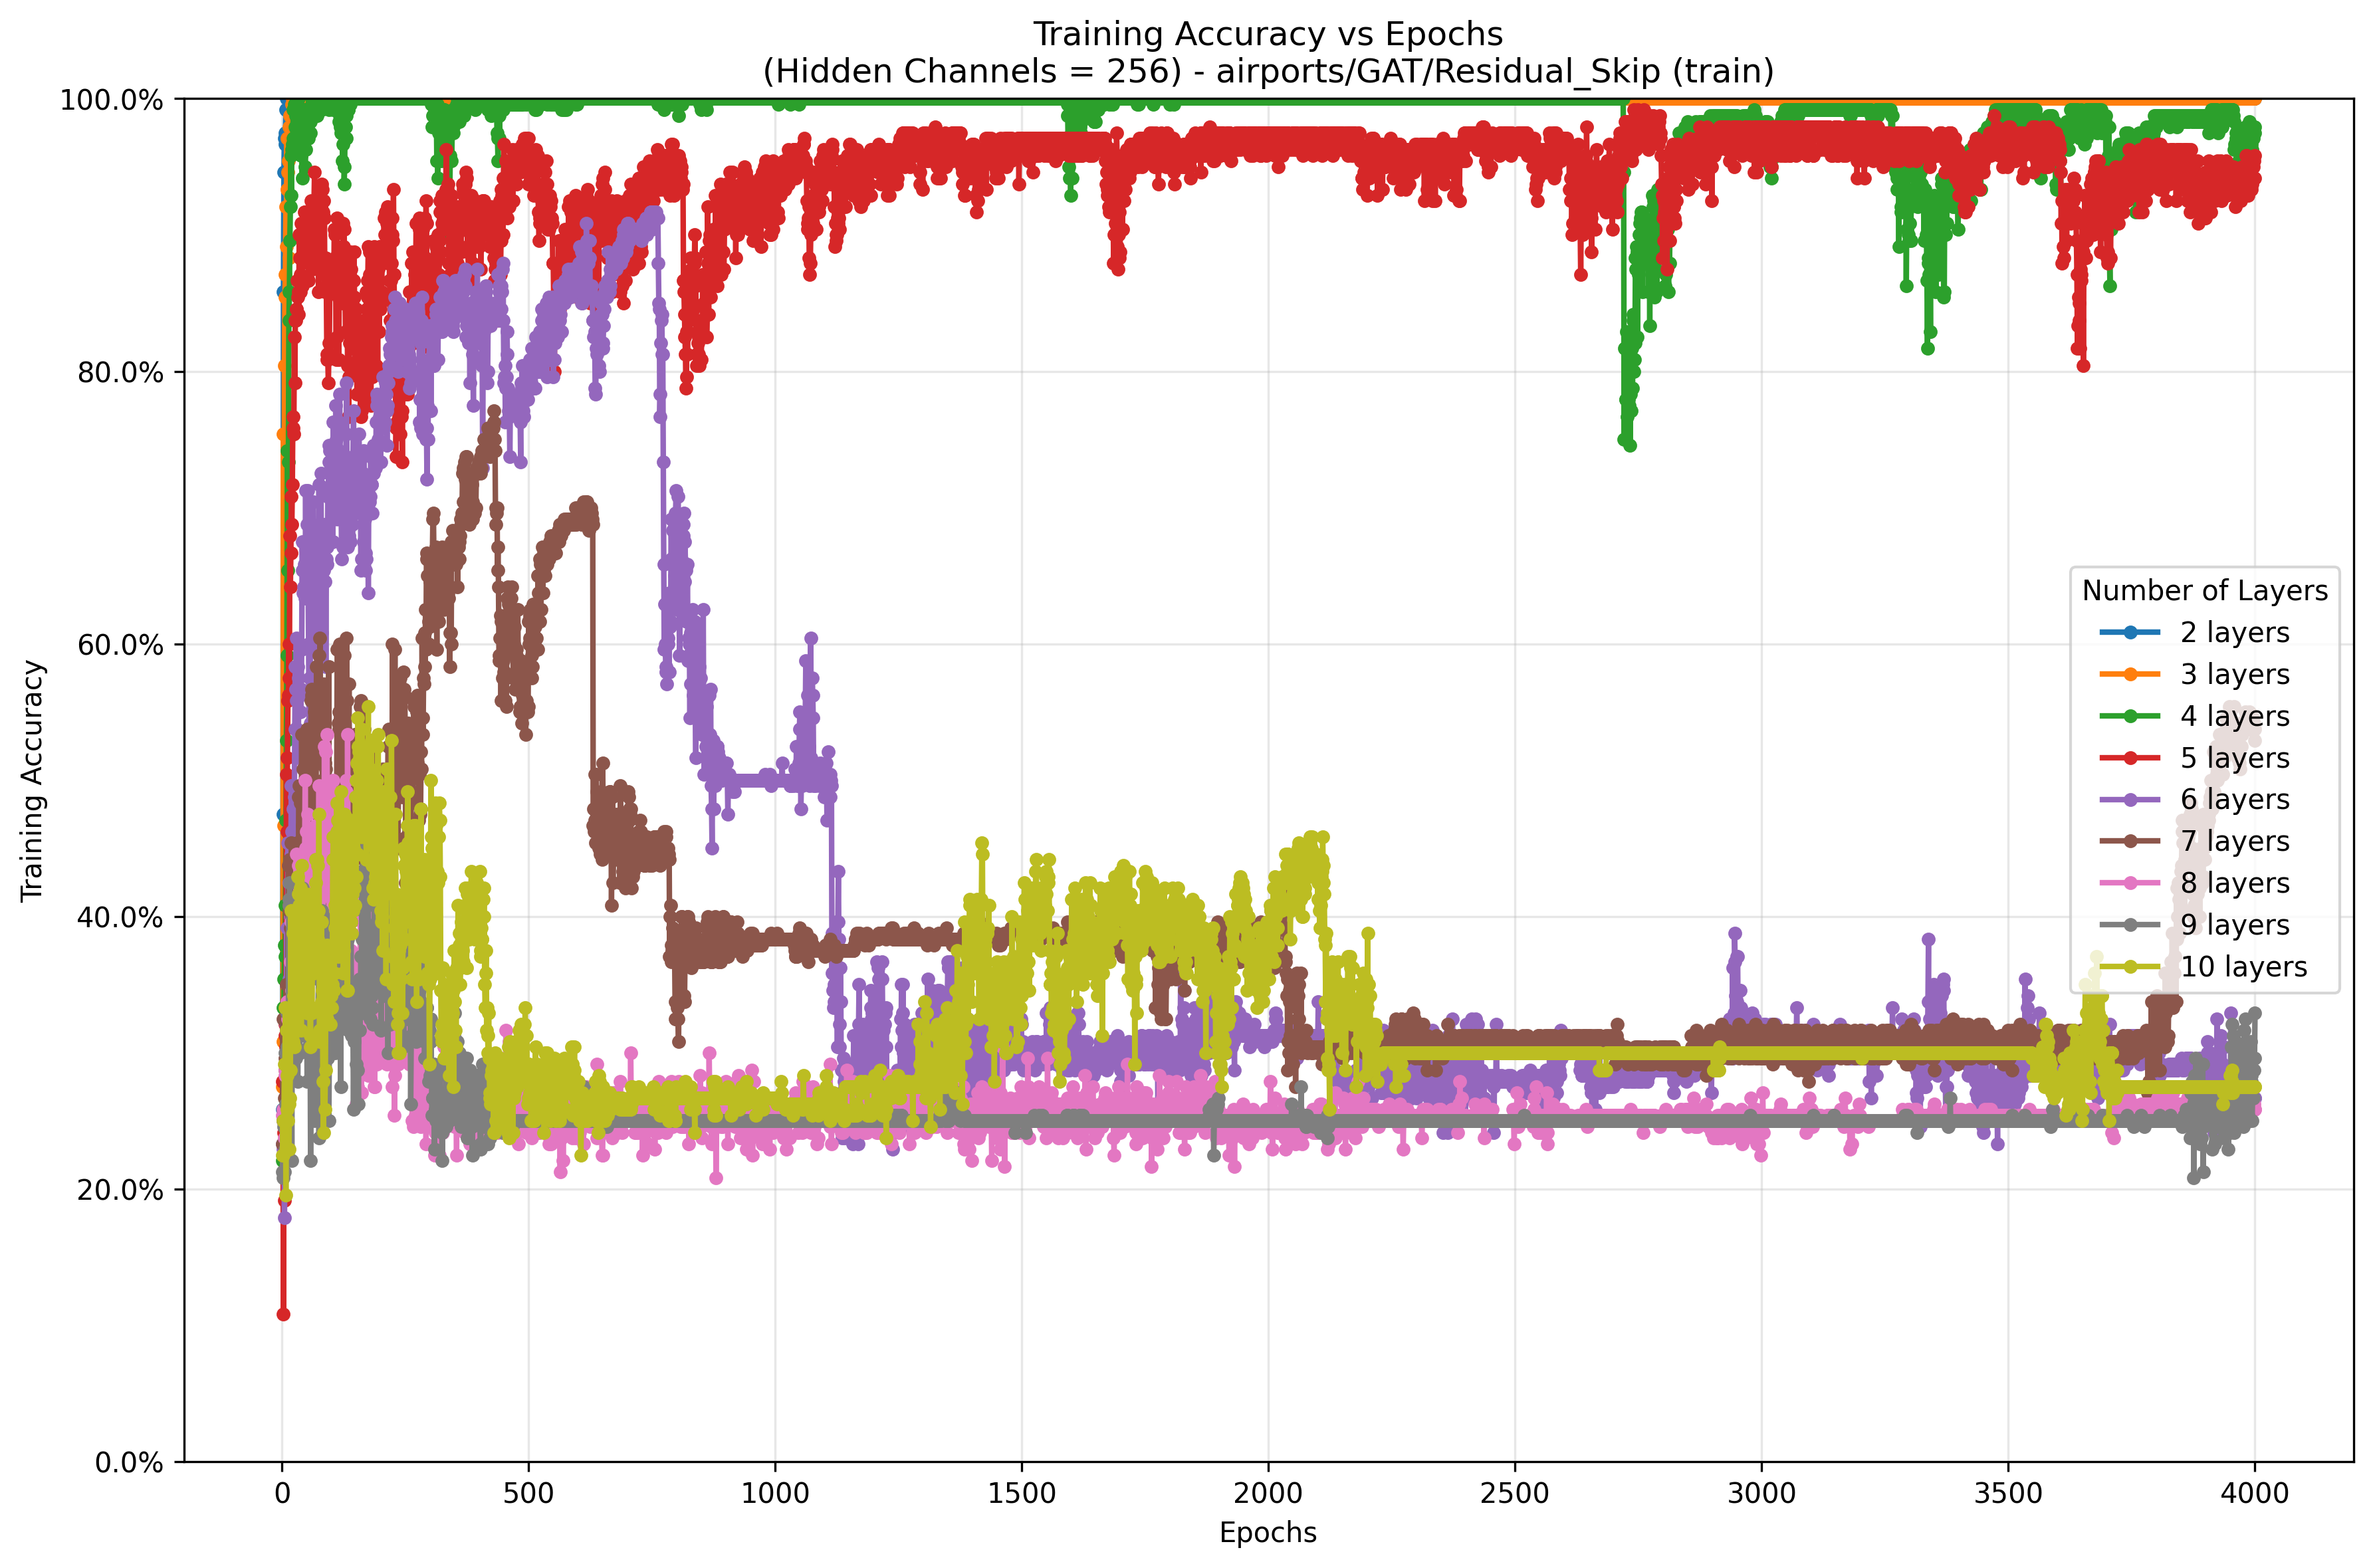 Training Accuracy vs Epochs
(Hidden Channels = 256) - airports/GAT/Residual_Skip (train)
100.0%
80.0%
60.0%
40.0%
20.0%
0.0%
Training Accuracy
Number of Layers
2 layers
3 layers
4 layers
5 layers
6 layers
7 layers
8 layers
9 layers
10 layers
0 500 1000 1500 2000 2500 3000 3500 4000
Epochs